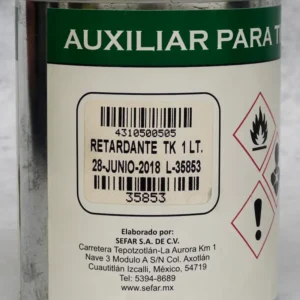 AUXILIAR PARA T
4310500505
RETARDANTE TK 1 LT.
28-JUNIO-2018 L-35853
35853
Elaborado por:
SEFAR S.A. DE C.V.
Carretera Tepotzotlán-La Aurora Km 1
Nave 3 Modulo A S/N Col. Axotlán
Cuautitlán Izcalli, México, 54719
Tel: 5394-8689
www.sefar.mx